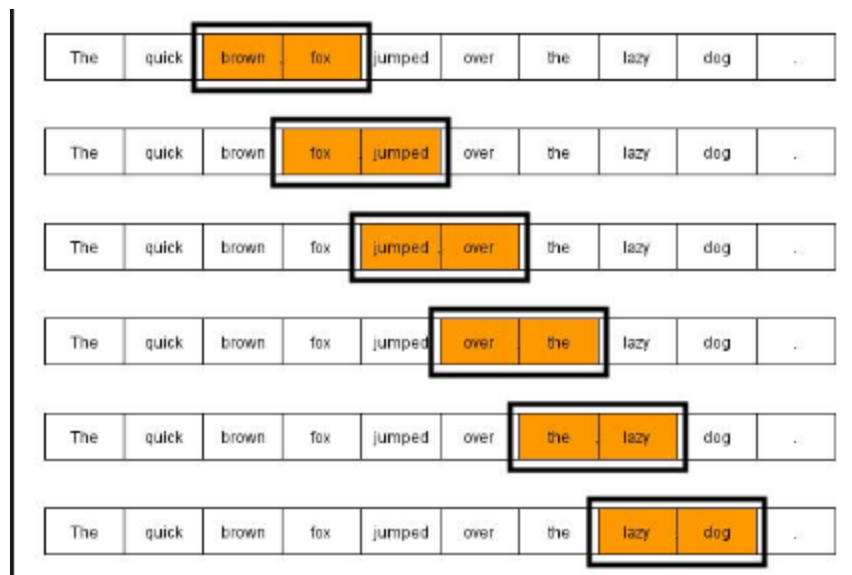 The quick brown . fox jumped over the lazy dog .
The quick brown fox . jumped over the lazy dog .
The quick brown fox jumped . over the lazy dog .
The quick brown fox jumped over . the lazy dog .
The quick brown fox jumped over the . lazy dog .
The quick brown fox jumped over the lazy . dog .